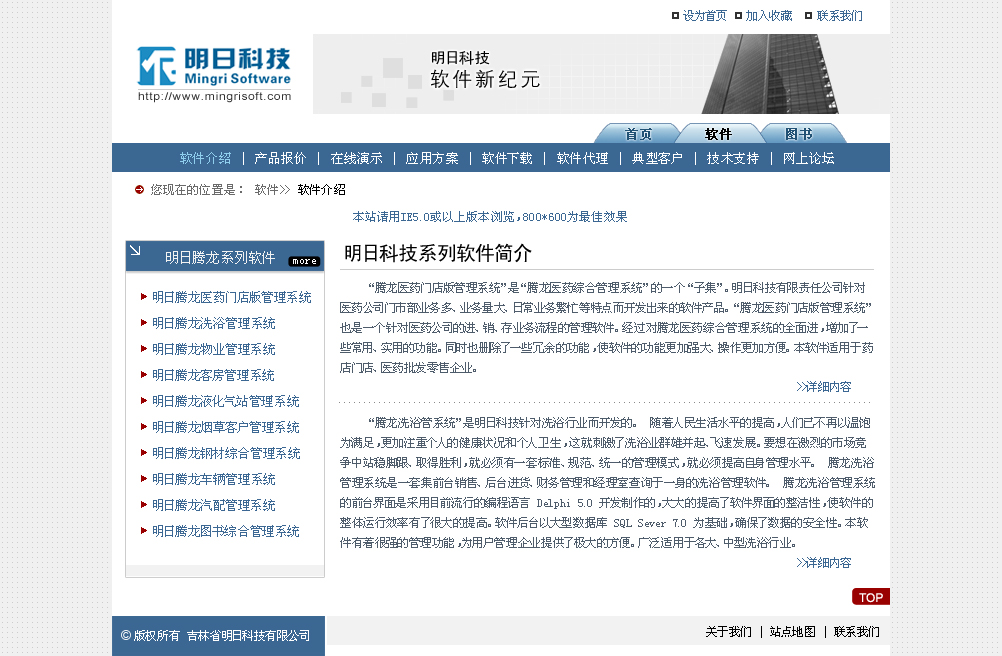 设为首页 加入收藏 联系我们
明日科技
Mingri Software
http://www.mingrisoft.com
明日科技
软件新纪元
首页 软件 图书
软件介绍 | 产品报价 | 在线演示 | 应用方案 | 软件下载 | 软件代理 | 典型客户 | 技术支持 | 网上论坛
您现在的位置是： 软件>> 软件介绍
本站请用IE5.0或以上版本浏览,800*600为最佳效果
明日腾龙系列软件 more
明日腾龙医药门店版管理系统
明日腾龙洗浴管理系统
明日腾龙物业管理系统
明日腾龙客房管理系统
明日腾龙液化气站管理系统
明日腾龙烟草客户管理系统
明日腾龙钢材综合管理系统
明日腾龙车辆管理系统
明日腾龙汽配管理系统
明日腾龙图书综合管理系统
明日科技系列软件简介
“腾龙医药门店版管理系统”是“腾龙医药综合管理系统”的一个“子集”。明日科技有限责任公司针对
医药公司门市部业务多、业务量大、日常业务繁忙等特点而开发出来的软件产品。“腾龙医药门店版管理系统”
也是一个针对医药公司的进、销、存业务流程的管理软件。经过对腾龙医药综合管理系统的全面进,增加了一
些常用、实用的功能。同时也删除了一些冗余的功能,使软件的功能更加强大、操作更加方便。本软件适用于药
店门店、医药批发零售企业。
>>详细内容
“腾龙洗浴管系统”是明日科技针对洗浴行业而开发的。 随着人民生活水平的提高,人们已不再以温饱
为满足,更加注重个人的健康状况和个人卫生,这就刺激了洗浴业群雄并起、飞速发展。要想在激烈的市场竞
争中站稳脚跟、取得胜利,就必须有一套标准、规范、统一的管理模式,就必须提高自身管理水平。 腾龙洗浴
管理系统是一套集前台销售、后台进货、财务管理和经理室查询于一身的洗浴管理软件。 腾龙洗浴管理系统
的前台界面是采用目前流行的编程语言 Delphi 5.0 开发制作的,大大的提高了软件界面的整洁性,使软件的
整体运行效率有了很大的提高。软件后台以大型数据库 SQL Sever 7.0 为基础,确保了数据的安全性。本软
件有着很强的管理功能,为用户管理企业提供了极大的方便。广泛适用于各大、中型洗浴行业。
>>详细内容
TOP
© 版权所有 吉林省明日科技有限公司
关于我们 | 站点地图 | 联系我们